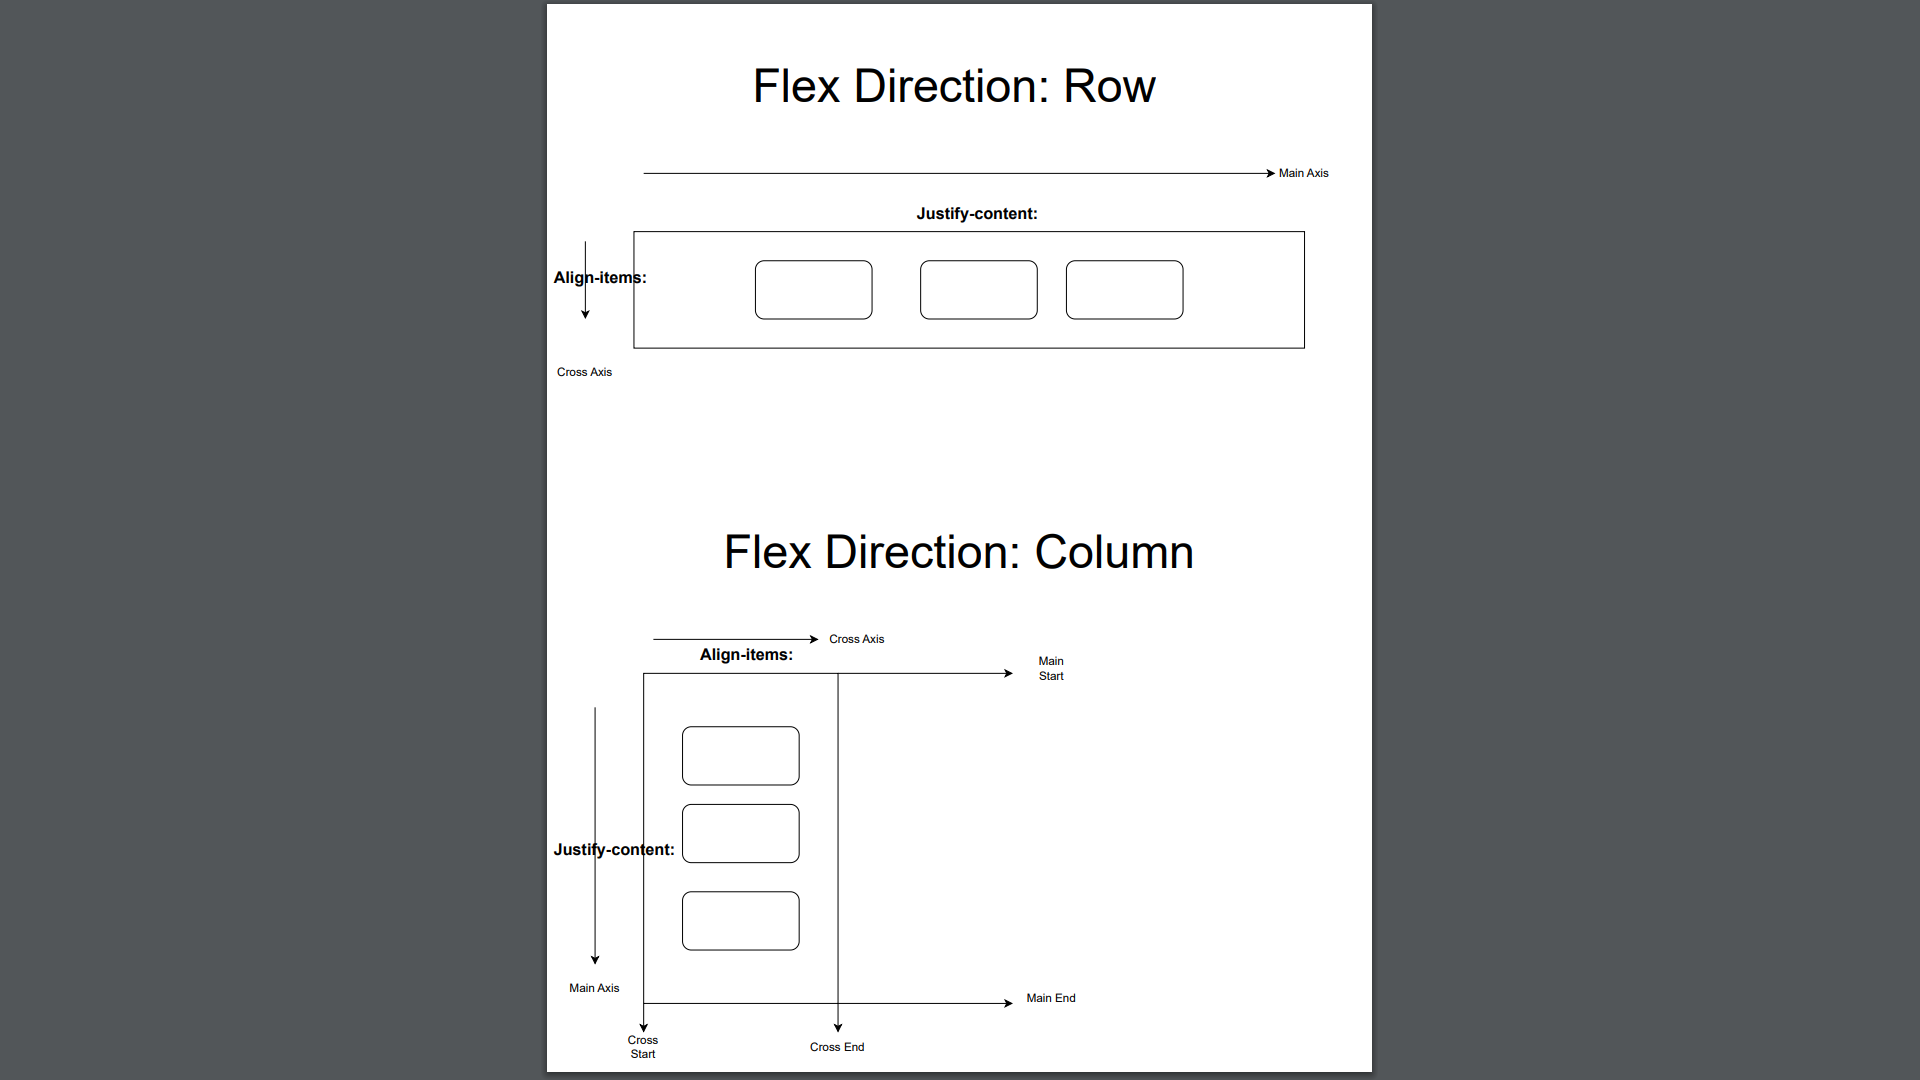 Flex Direction: Row
Main Axis
Justify-content:
Align-items:
Cross Axis
Flex Direction: Column
Cross Axis
Align-items:
Main
Start
Justify-content:
Main Axis
Main End
Cross
Start
Cross End